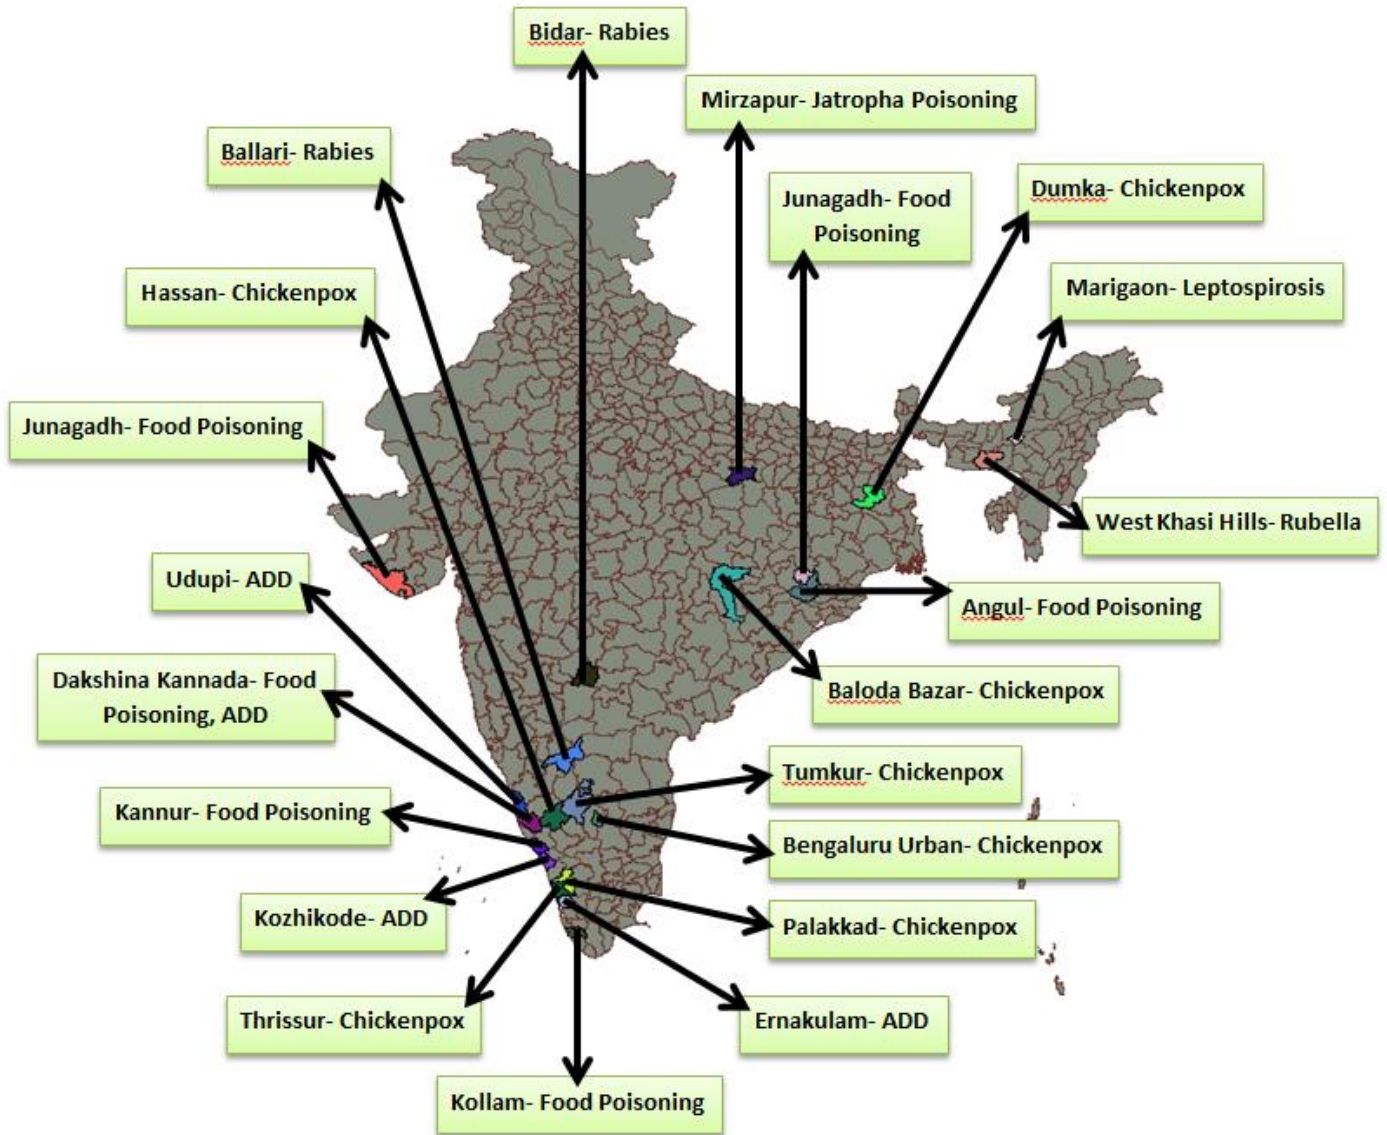 Bidar- Rabies
Mirzapur- Jatropha Poisoning
Ballari- Rabies
Junagadh- Food
Poisoning
Dumka- Chickenpox
Hassan- Chickenpox
Marigaon- Leptospirosis
Junagadh- Food Poisoning
West Khasi Hills- Rubella
Udupi- ADD
Angul- Food Poisoning
Dakshina Kannada- Food
Poisoning, ADD
Baloda Bazar- Chickenpox
Tumkur- Chickenpox
Kannur- Food Poisoning
Bengaluru Urban- Chickenpox
Kozhikode- ADD
Palakkad- Chickenpox
Thrissur- Chickenpox
Ernakulam- ADD
Kollam- Food Poisoning